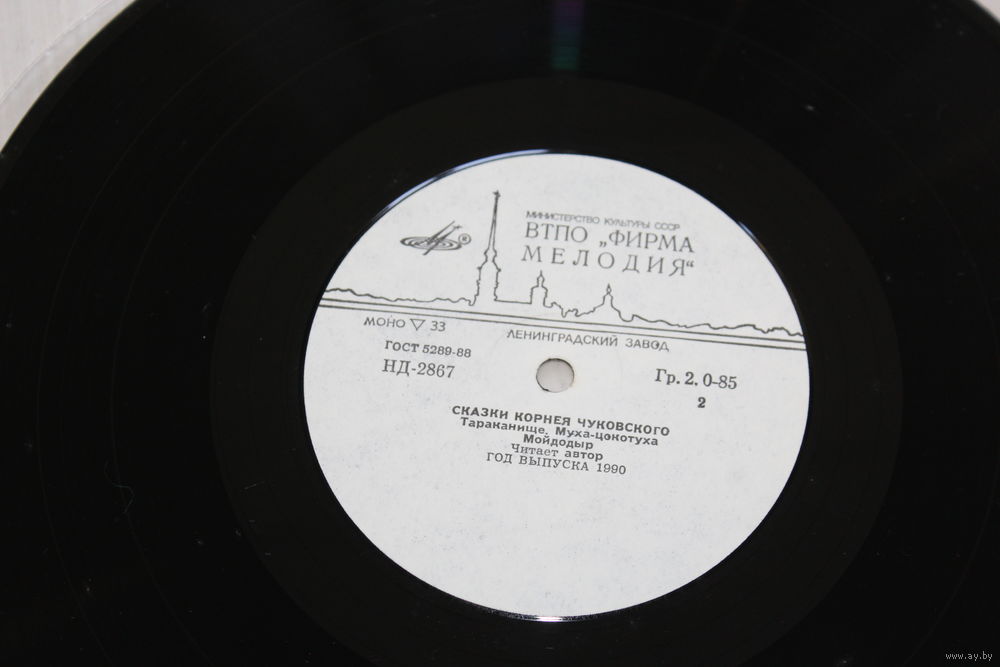 МИНИСТЕРСТВО КУЛЬТУРЫ СССР
ВТПО „ФИРМА
МЕЛОДИЯ“
®
МОНО ▽ 33
ЛЕНИНГРАДСКИЙ ЗАВОД
ГОСТ 5289-88
НД-2867
Гр. 2. 0-85
2
СКАЗКИ КОРНЕЯ ЧУКОВСКОГО
Тараканище. Муха-цокотуха
Мойдодыр
Читает автор
ГОД ВЫПУСКА 1990
www.ay.by